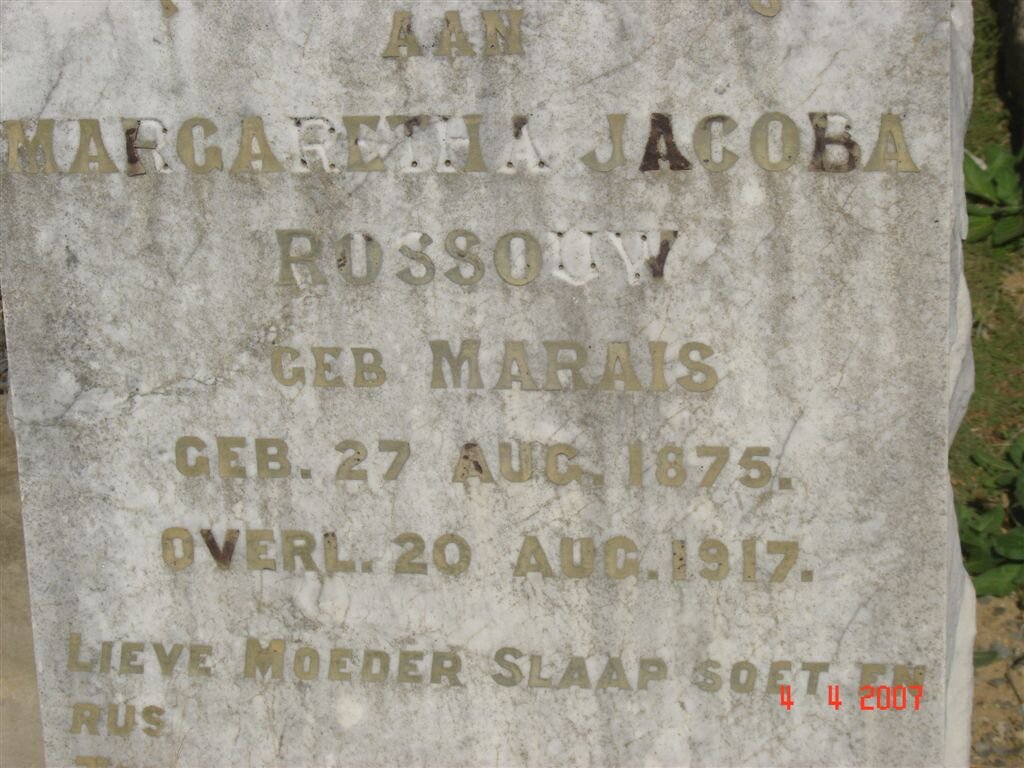 AAN
MARGARETHA JACOBA
ROSSOUW
GEB MARAIS
GEB. 27 AUG. 1875.
OVERL. 20 AUG. 1917.
LIEVE MOEDER SLAAP SOET EN
RUS
4 4 2007